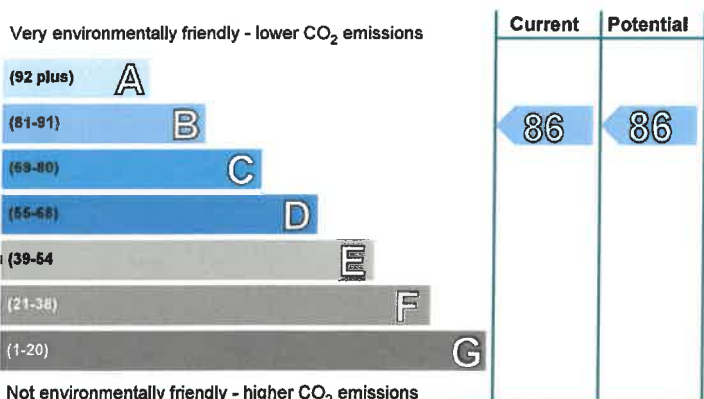 Very environmentally friendly - lower CO₂ emissions
Current Potential
(92 plus) A
(81-91) B 86 86
(69-80) C
(55-68) D
(39-54 E
(21-38) F
(1-20) G
Not environmentally friendly - higher CO₂ emissions